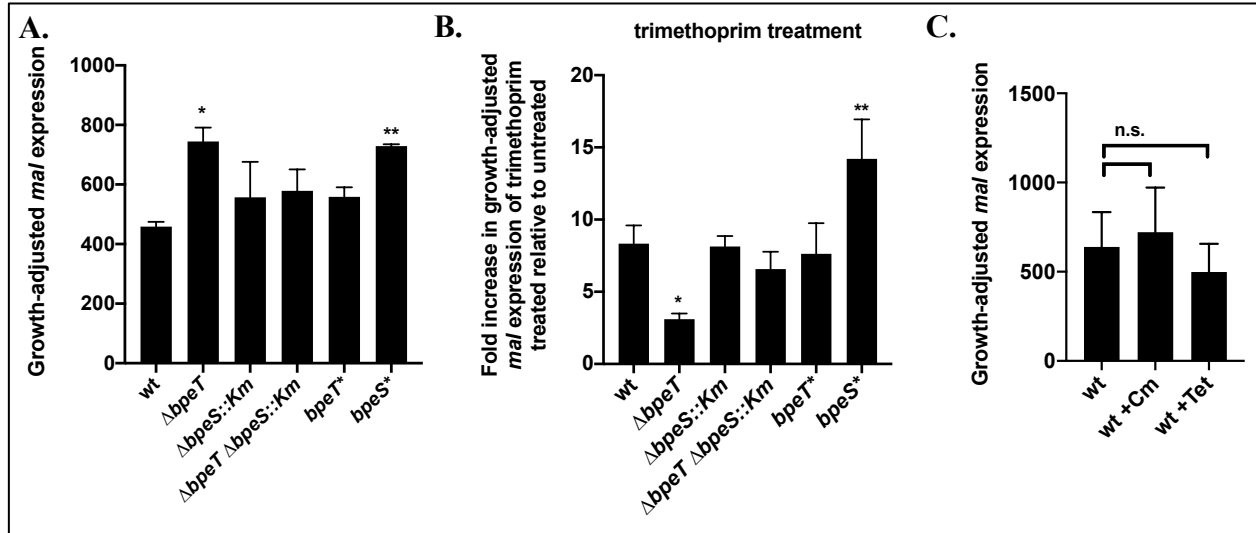 A.
Growth-adjusted mal expression
1000
800
600
400
200
0
wt
ΔbpeT
ΔbpeS::Km
ΔbpeT ΔbpeS::Km
bpeT*
bpeS*
*
**
B.
trimethoprim treatment
Fold increase in growth-adjusted
mal expression of trimethoprim
treated relative to untreated
20
15
10
5
0
wt
ΔbpeT
ΔbpeS::Km
ΔbpeT ΔbpeS::Km
bpeT*
bpeS*
*
**
C.
Growth-adjusted mal expression
1500
1000
500
0
n.s.
wt
wt +Cm
wt +Tet